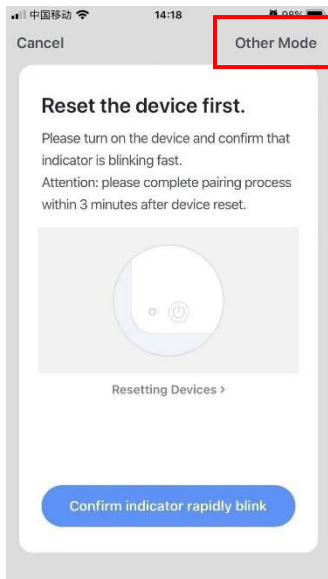 中国移动 14:18 98%
Cancel Other Mode
Reset the device first.
Please turn on the device and confirm that
indicator is blinking fast.
Attention: please complete pairing process
within 3 minutes after device reset.
Resetting Devices >
Confirm indicator rapidly blink